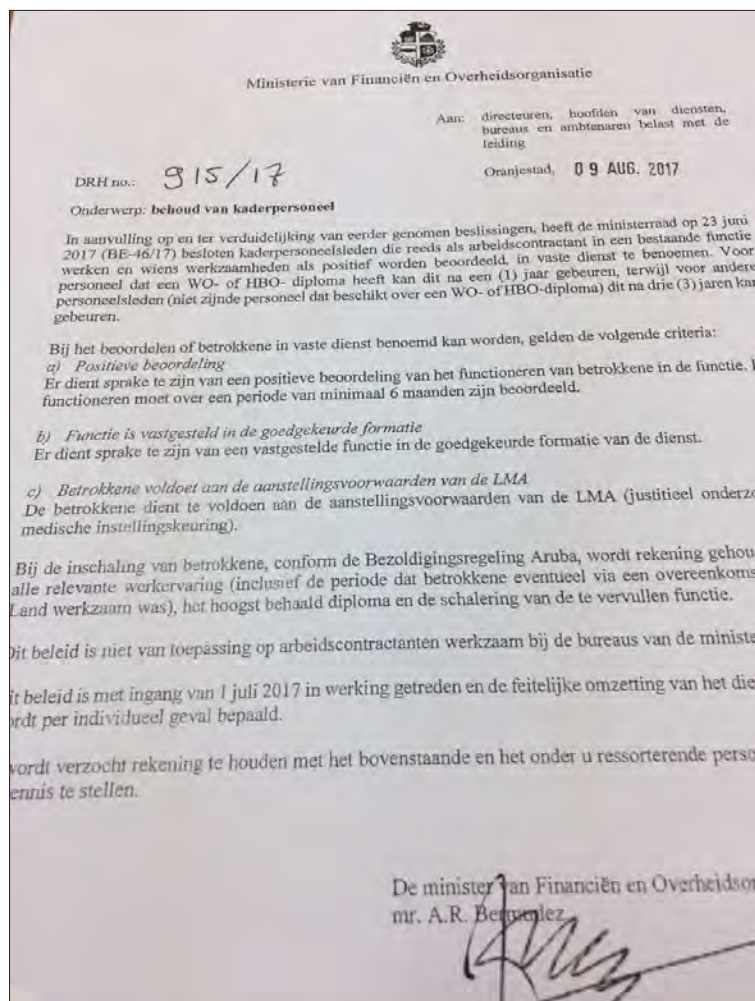 Ministerie van Financiën en Overheidsorganisatie
Aan: directeuren, hoofden van diensten,
bureaus en ambtenaren belast met de
leiding
DRH no.: 915/17
Oranjestad, 09 AUG. 2017
Onderwerp: behoud van kaderpersoneel
In aanvulling op en ter verduidelijking van eerder genomen beslissingen, heeft de ministerraad op 23 juni
2017 (BE-46/17) besloten kaderpersoneelsleden die reeds als arbeidscontractant in een bestaande functie
werken en wiens werkzaamheden als positief worden beoordeeld, in vaste dienst te benoemen. Voor
personeel dat een WO- of HBO- diploma heeft kan dit na een (1) jaar gebeuren, terwijl voor andere
personeelsleden (niet zijnde personeel dat beschikt over een WO- of HBO-diploma) dit na drie (3) jaren kan
gebeuren.
Bij het beoordelen of betrokkene in vaste dienst benoemd kan worden, gelden de volgende criteria:
a) Positieve beoordeling
Er dient sprake te zijn van een positieve beoordeling van het functioneren van betrokkene in de functie.
functioneren moet over een periode van minimaal 6 maanden zijn beoordeeld.
b) Functie is vastgesteld in de goedgekeurde formatie
Er dient sprake te zijn van een vastgestelde functie in de goedgekeurde formatie van de dienst.
c) Betrokkene voldoet aan de aanstellingsvoorwaarden van de LMA
De betrokkene dient te voldoen aan de aanstellingsvoorwaarden van de LMA (justitieel onderzo
medische instellingskeuring).
Bij de inschaling van betrokkene, conform de Bezoldigingsregeling Aruba, wordt rekening gehou
alle relevante werkervaring (inclusief de periode dat betrokkene eventueel via een overeenkoms
Land werkzaam was), het hoogst behaald diploma en de schalering van de te vervullen functie.
Dit beleid is niet van toepassing op arbeidscontractanten werkzaam bij de bureaus van de ministe
it beleid is met ingang van 1 juli 2017 in werking getreden en de feitelijke omzetting van het die
ordt per individueel geval bepaald.
wordt verzocht rekening te houden met het bovenstaande en het onder u ressorterende perso
ennis te stellen.
De minister van Financiën en Overheidsor
mr. A.R. Bermudez